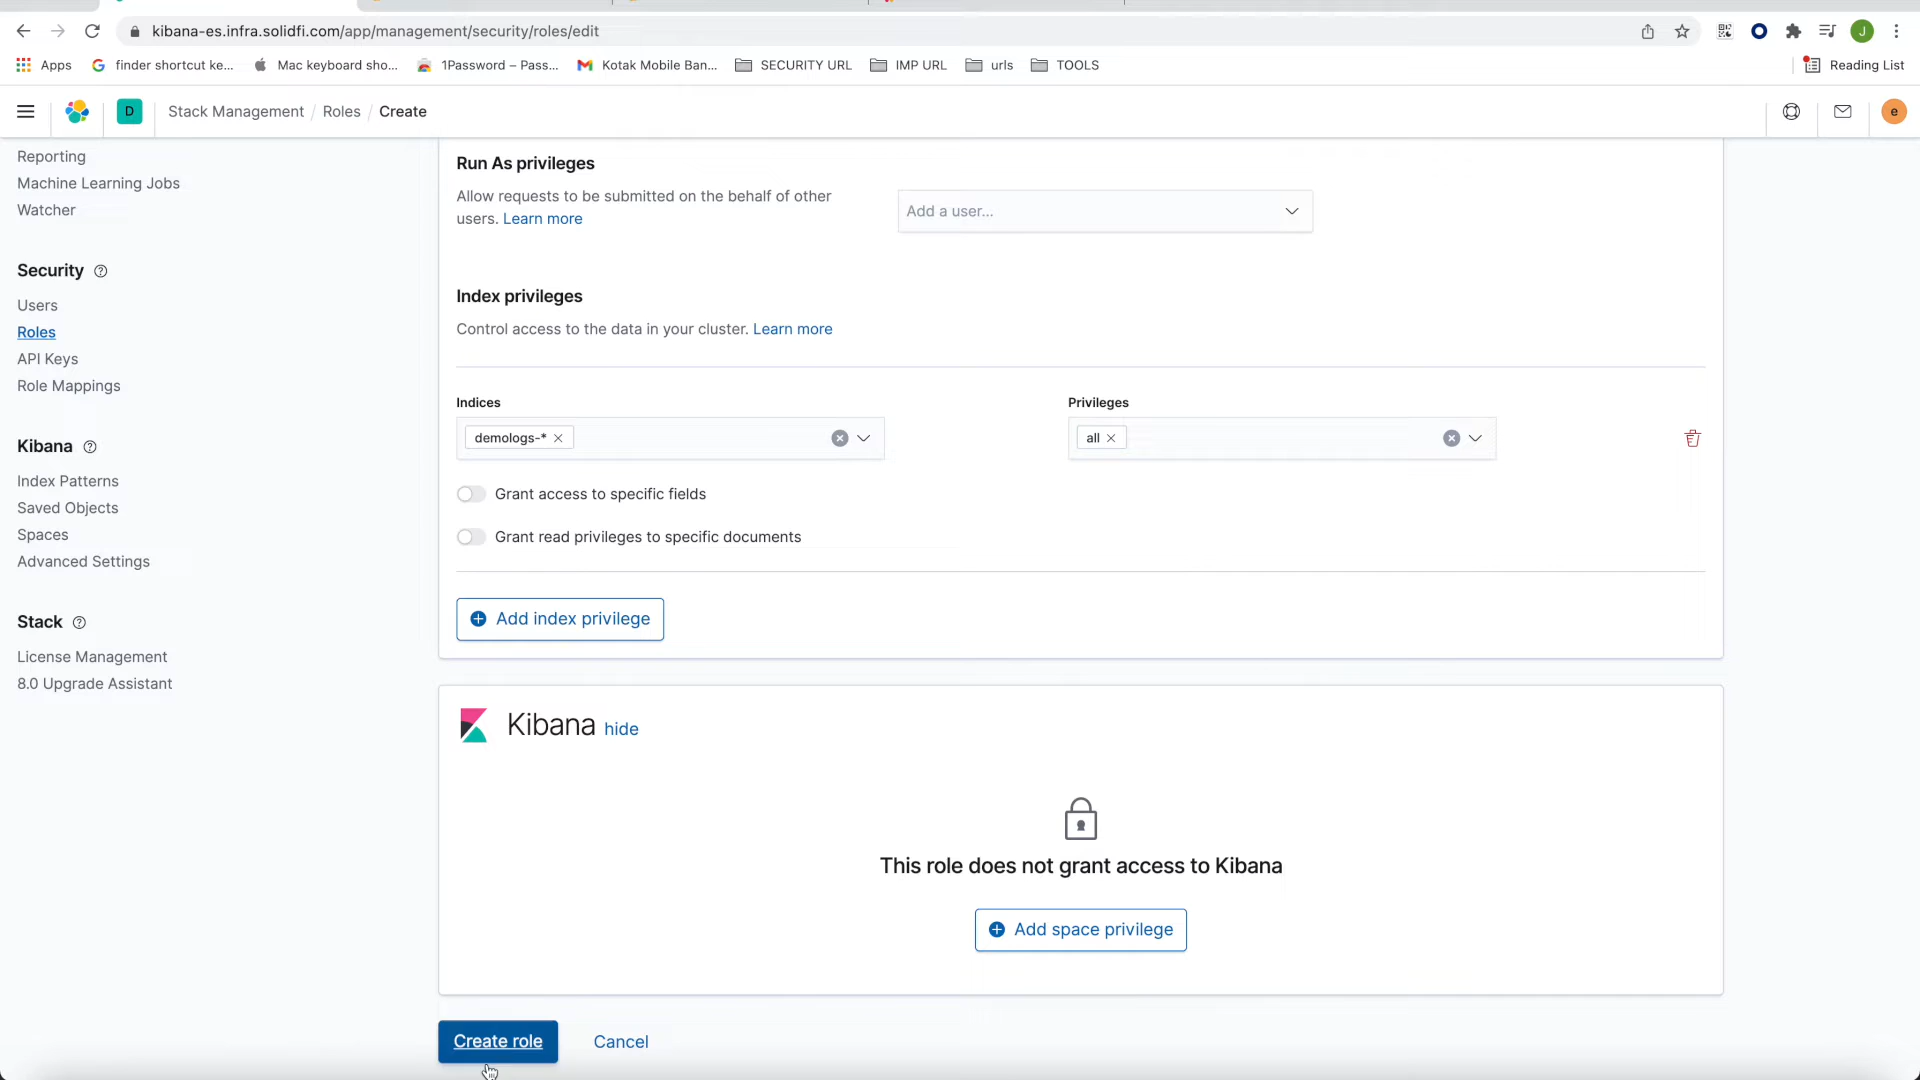 kibana-es.infra.solidfi.com/app/management/security/roles/edit
J
Apps
finder shortcut ke...
Mac keyboard sho...
1Password – Pass...
Kotak Mobile Ban...
SECURITY URL
IMP URL
urls
TOOLS
Reading List
D
Stack Management / Roles / Create
e
Reporting
Machine Learning Jobs
Watcher
Security
Users
Roles
API Keys
Role Mappings
Kibana
Index Patterns
Saved Objects
Spaces
Advanced Settings
Stack
License Management
8.0 Upgrade Assistant
Run As privileges
Allow requests to be submitted on the behalf of other
users. Learn more
Add a user...
Index privileges
Control access to the data in your cluster. Learn more
Indices
Privileges
demologs-*
all
Grant access to specific fields
Grant read privileges to specific documents
Add index privilege
Kibana hide
This role does not grant access to Kibana
Add space privilege
Create role
Cancel